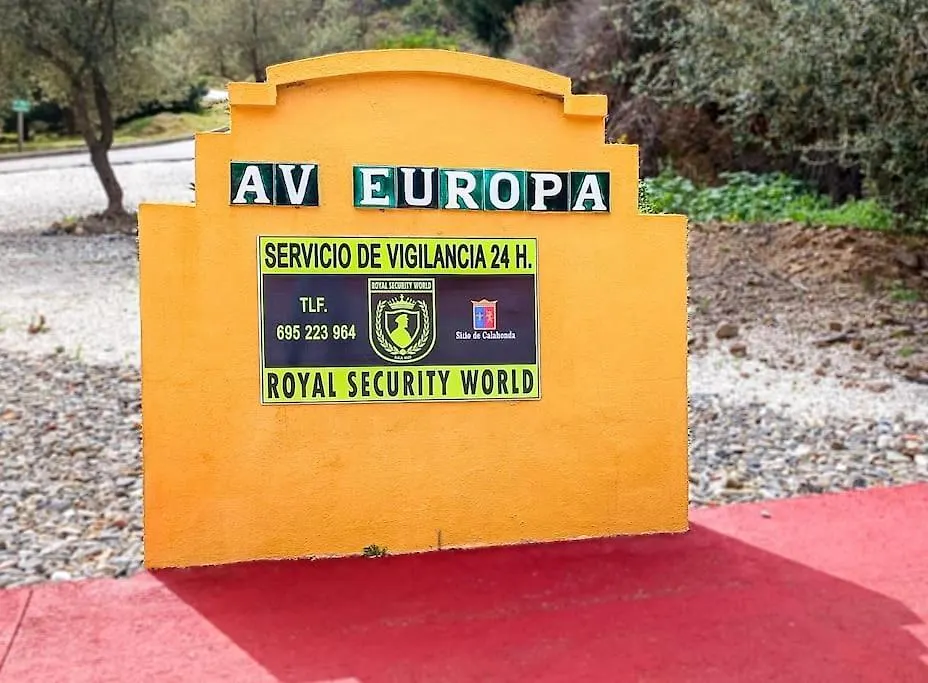 AV EUROPA
SERVICIO DE VIGILANCIA 24 H.
ROYAL SECURITY WORLD
TLF.
695 223 964
Sitio de Calahonda
ROYAL SECURITY WORLD